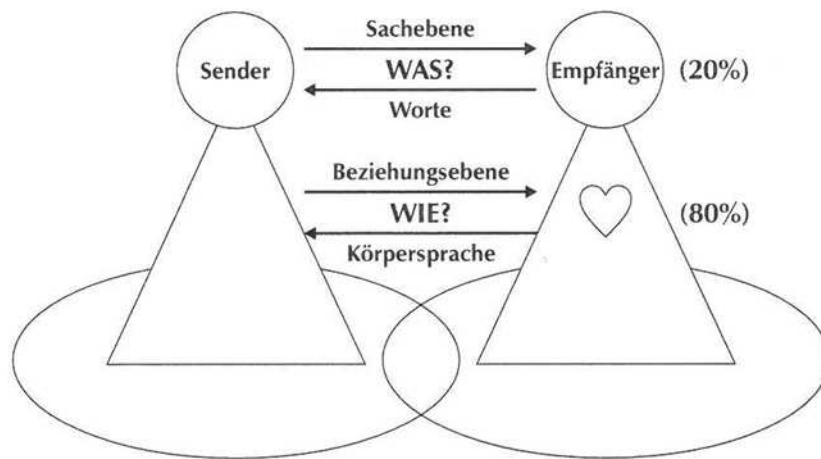 Sachebene
Sender WAS? Empfänger (20%)
Worte
Beziehungsebene
WIE? (80%)
Körpersprache